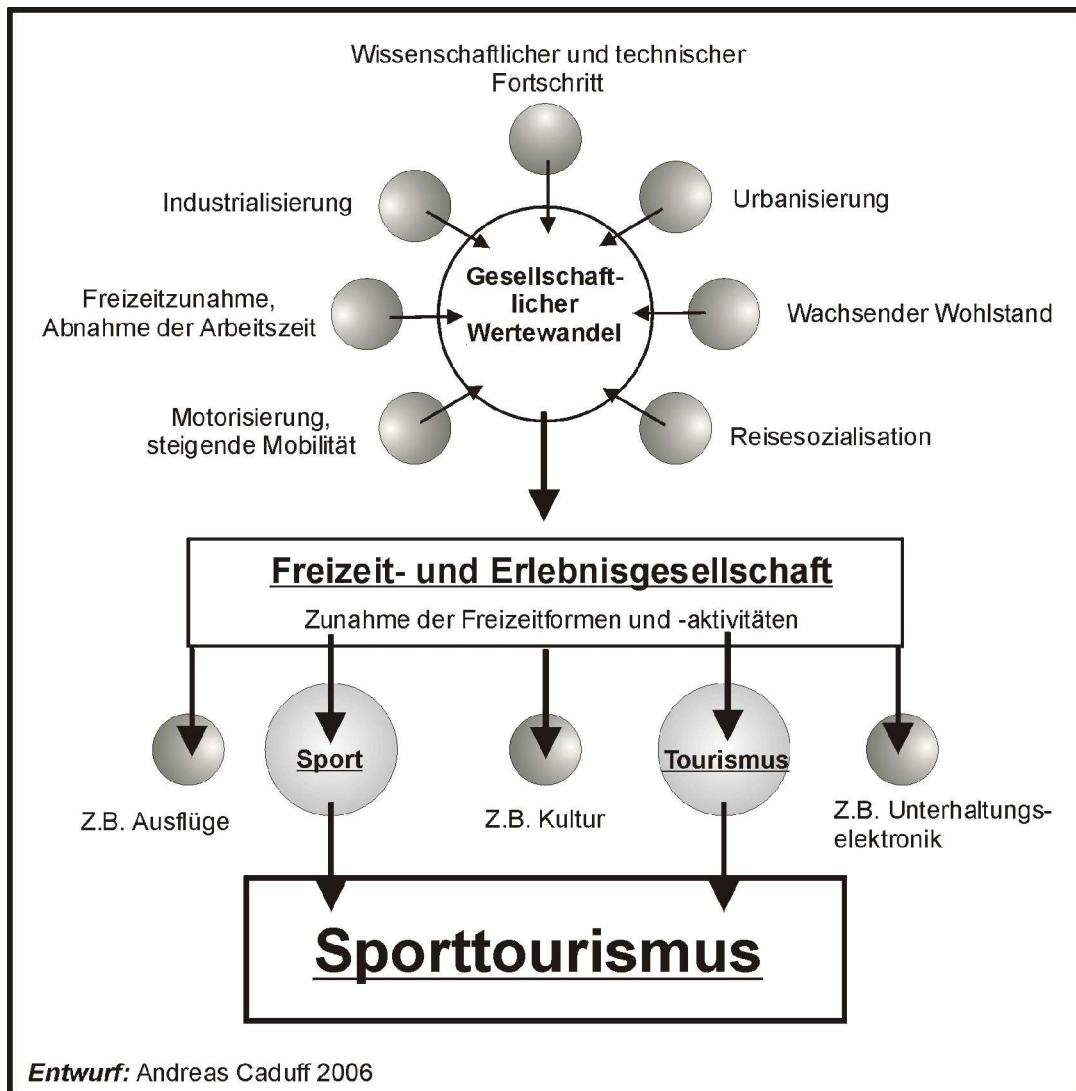 Wissenschaftlicher und technischer
Fortschritt
Industrialisierung
Urbanisierung
Freizeitzunahme,
Abnahme der Arbeitszeit
Gesellschaft-
licher
Wertewandel
Wachsender Wohlstand
Motorisierung,
steigende Mobilität
Reisesozialisation
Freizeit- und Erlebnisgesellschaft
Zunahme der Freizeitformen und -aktivitäten
Sport
Tourismus
Z.B. Ausflüge
Z.B. Kultur
Z.B. Unterhaltungs-
elektronik
Sporttourismus
Entwurf: Andreas Caduff 2006